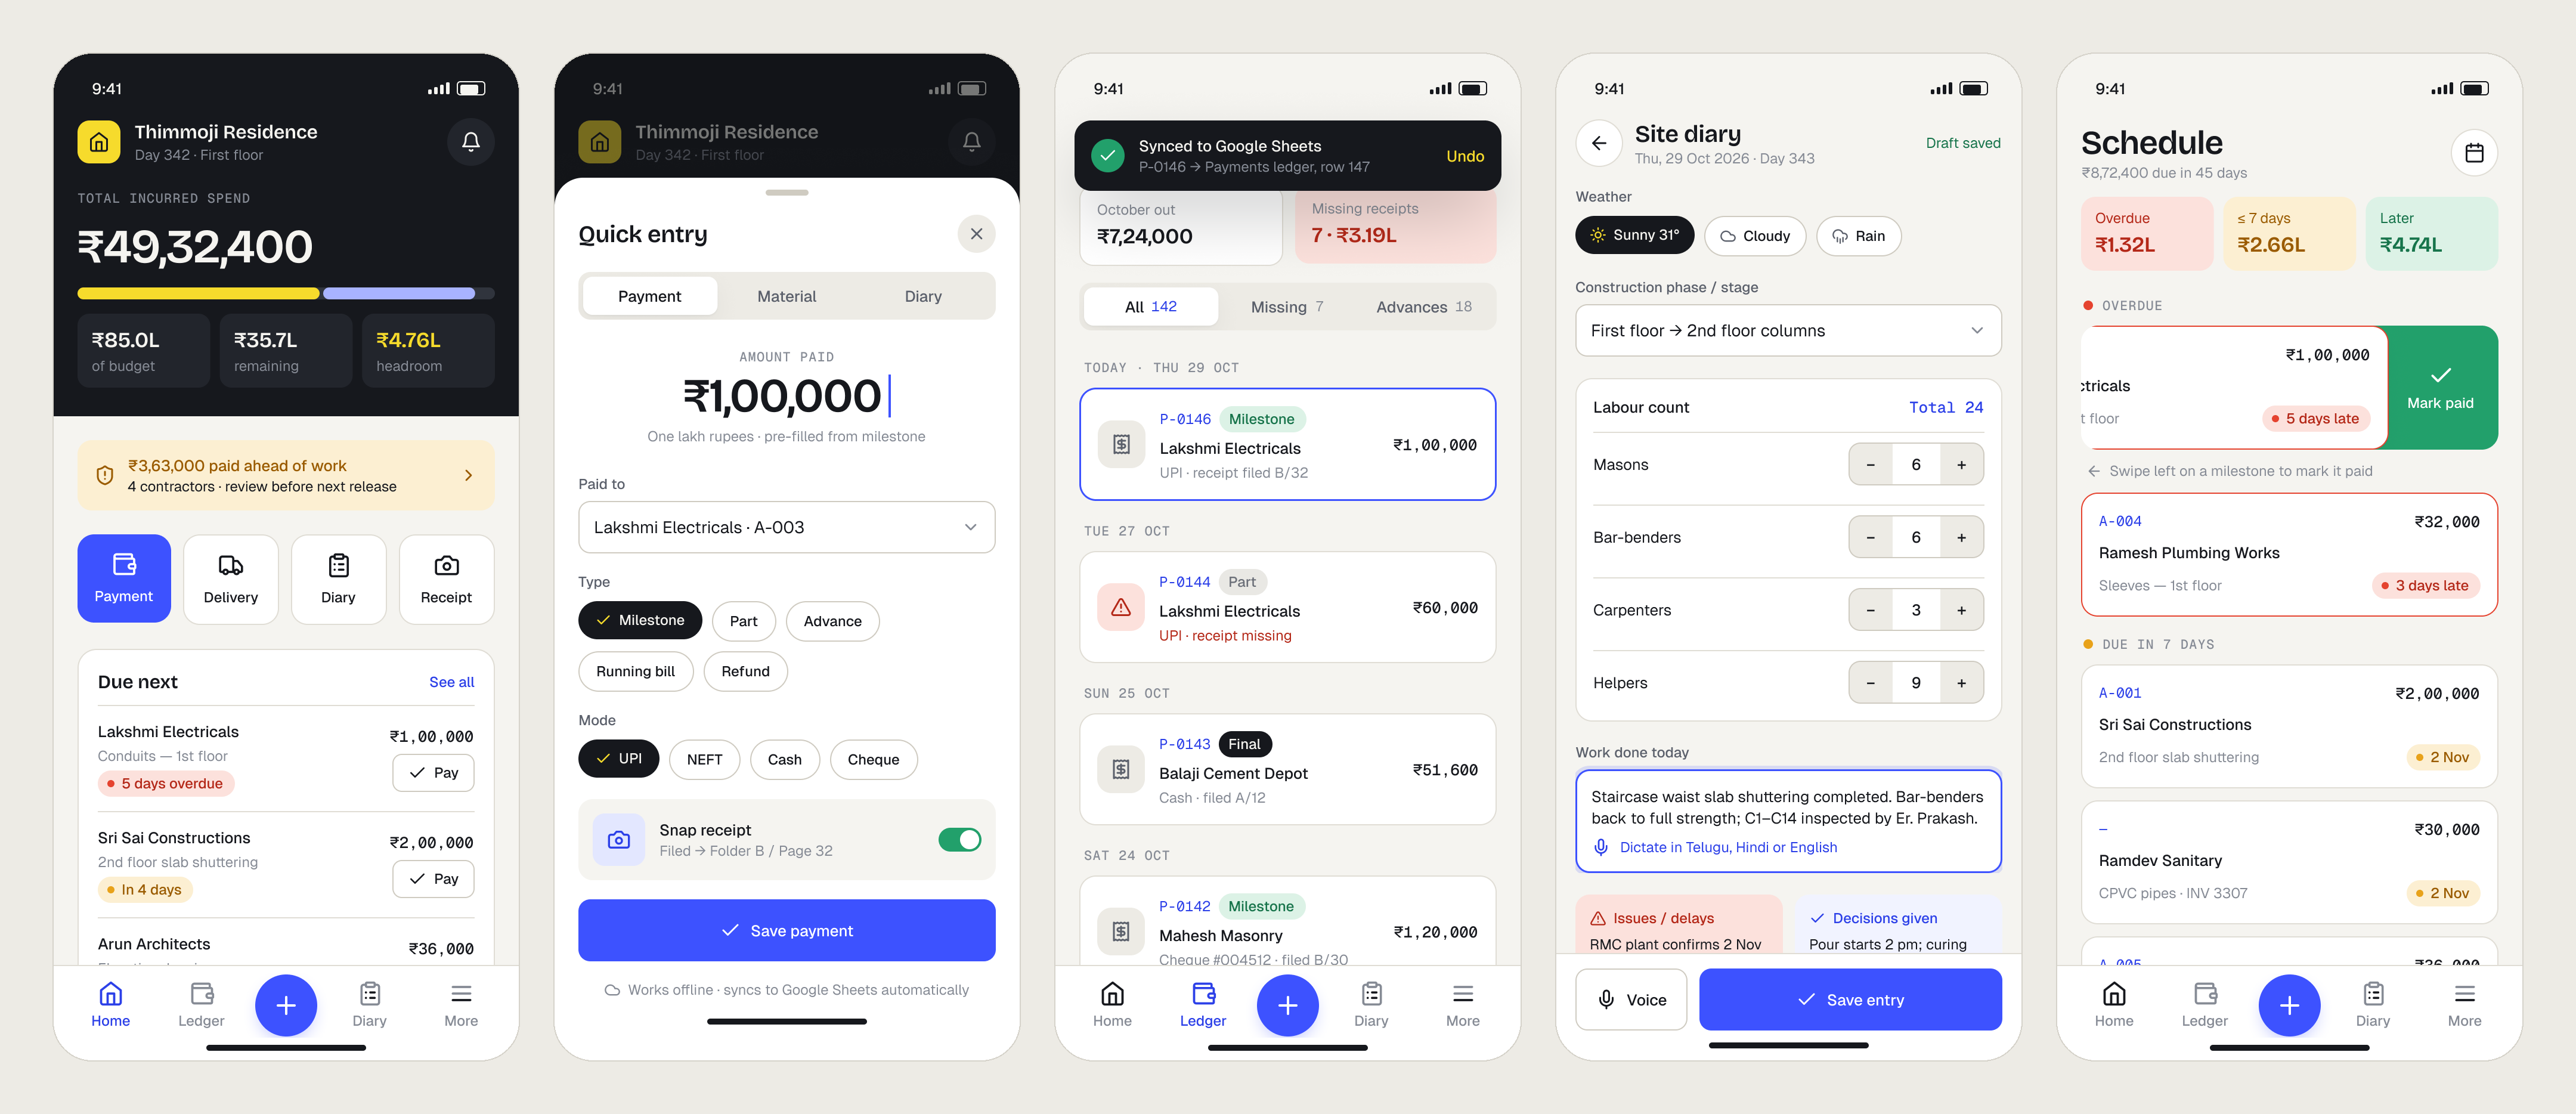 9:41
Thimmoji Residence
Day 342 · First floor
TOTAL INCURRED SPEND
₹49,32,400
₹85.0L
of budget
₹35.7L
remaining
₹4.76L
headroom
₹3,63,000 paid ahead of work
4 contractors · review before next release
Payment
Delivery
Diary
Receipt
Due next
See all
Lakshmi Electricals
₹1,00,000
Conduits — 1st floor
5 days overdue
Pay
Sri Sai Constructions
₹2,00,000
2nd floor slab shuttering
In 4 days
Pay
Arun Architects
₹36,000
Home
Ledger
Diary
More
9:41
Thimmoji Residence
Day 342 · First floor
Quick entry
Payment
Material
Diary
AMOUNT PAID
₹1,00,000
One lakh rupees · pre-filled from milestone
Paid to
Lakshmi Electricals · A-003
Type
Milestone
Part
Advance
Running bill
Refund
Mode
UPI
NEFT
Cash
Cheque
Snap receipt
Filed → Folder B / Page 32
Save payment
Works offline · syncs to Google Sheets automatically
9:41
Synced to Google Sheets
P-0146 → Payments ledger, row 147
Undo
October out
₹7,24,000
Missing receipts
7 · ₹3.19L
All 142
Missing 7
Advances 18
TODAY · THU 29 OCT
P-0146 Milestone
Lakshmi Electricals
₹1,00,000
UPI · receipt filed B/32
TUE 27 OCT
P-0144 Part
Lakshmi Electricals
₹60,000
UPI · receipt missing
SUN 25 OCT
P-0143 Final
Balaji Cement Depot
₹51,600
Cash · filed A/12
SAT 24 OCT
P-0142 Milestone
Mahesh Masonry
₹1,20,000
Cheque #004512 · filed B/30
Home
Ledger
Diary
More
9:41
Site diary
Thu, 29 Oct 2026 · Day 343
Draft saved
Weather
Sunny 31°
Cloudy
Rain
Construction phase / stage
First floor → 2nd floor columns
Labour count
Total 24
Masons
− 6 +
Bar-benders
− 6 +
Carpenters
− 3 +
Helpers
− 9 +
Work done today
Staircase waist slab shuttering completed. Bar-benders
back to full strength; C1–C14 inspected by Er. Prakash.
Dictate in Telugu, Hindi or English
Issues / delays
RMC plant confirms 2 Nov
Decisions given
Pour starts 2 pm; curing
Voice
Save entry
9:41
Schedule
₹8,72,400 due in 45 days
Overdue
₹1.32L
≤ 7 days
₹2.66L
Later
₹4.74L
OVERDUE
₹1,00,000
ctricals
t floor
5 days late
Mark paid
Swipe left on a milestone to mark it paid
A-004
₹32,000
Ramesh Plumbing Works
Sleeves — 1st floor
3 days late
DUE IN 7 DAYS
A-001
₹2,00,000
Sri Sai Constructions
2nd floor slab shuttering
2 Nov
–
₹30,000
Ramdev Sanitary
CPVC pipes · INV 3307
2 Nov
A-005
₹36,000
Home
Ledger
Diary
More